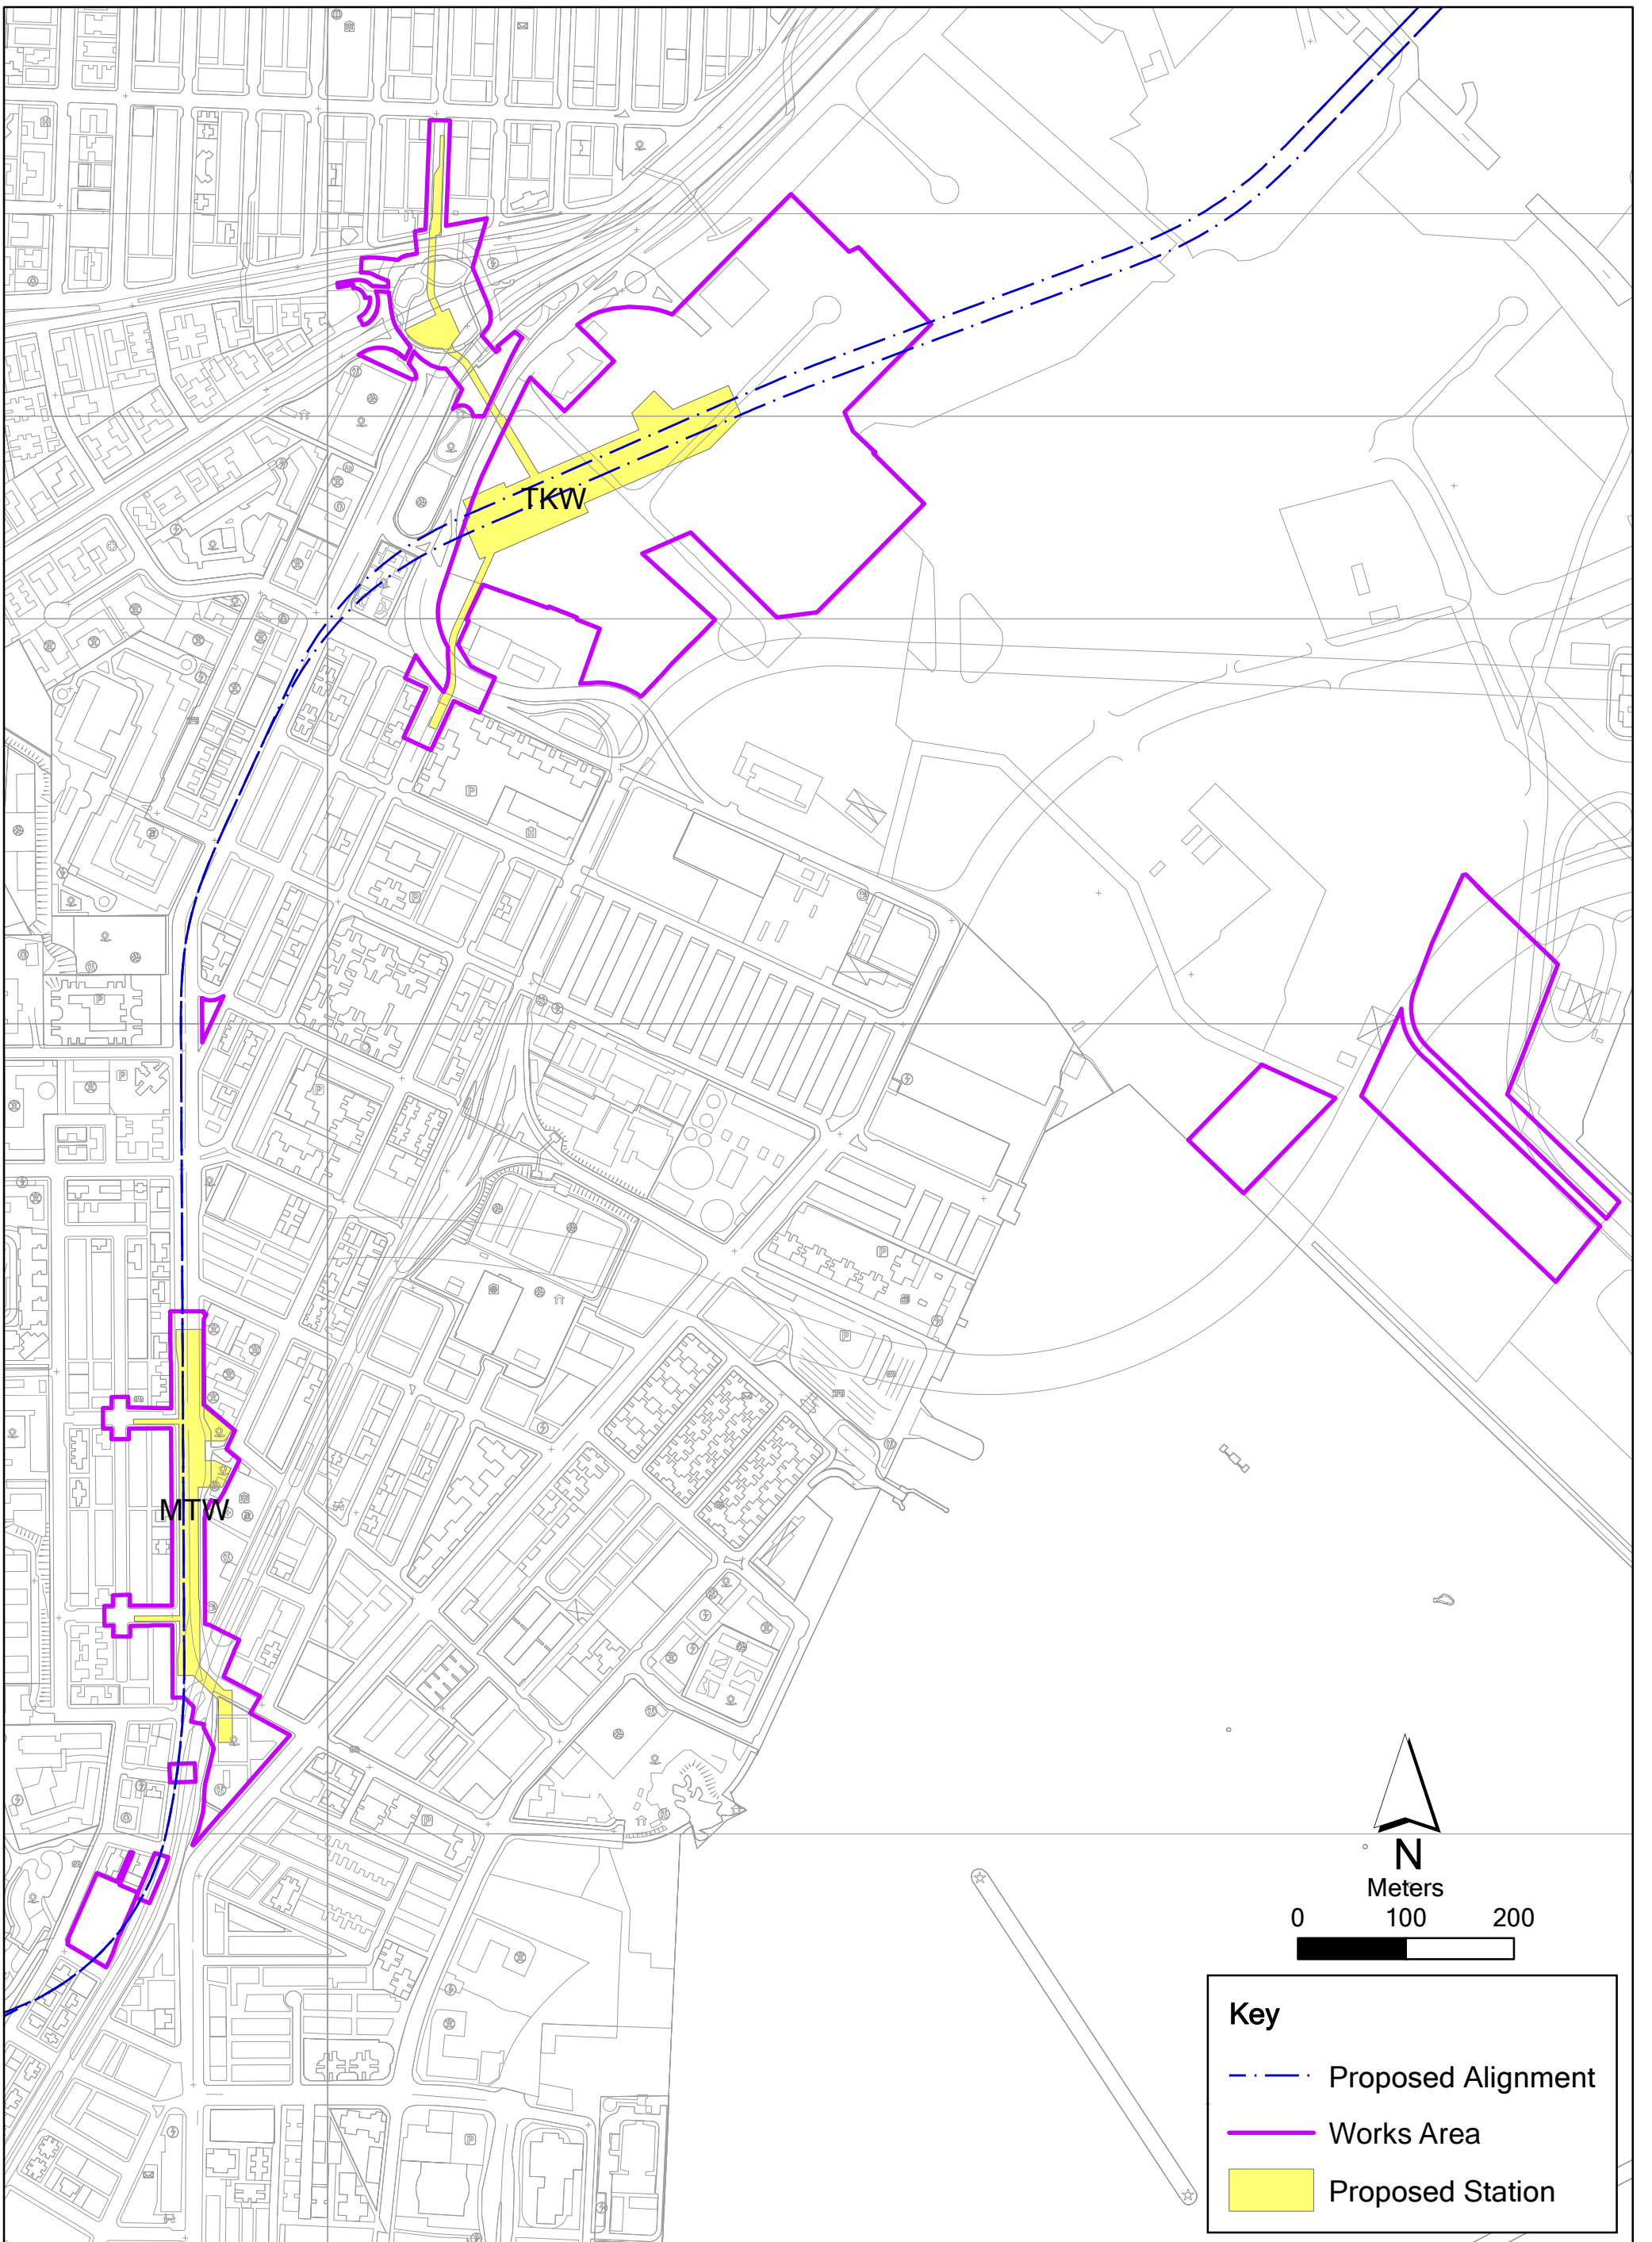 TKW
MTW
N
Meters
0 100 200
Key
Proposed Alignment
Works Area
Proposed Station